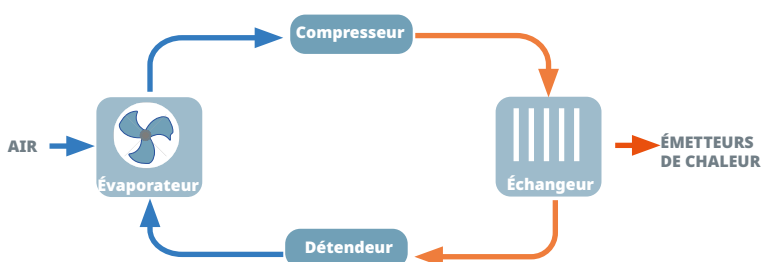 Compresseur
AIR
ÉMETTEURS
DE CHALEUR
Évaporateur
Échangeur
Détendeur